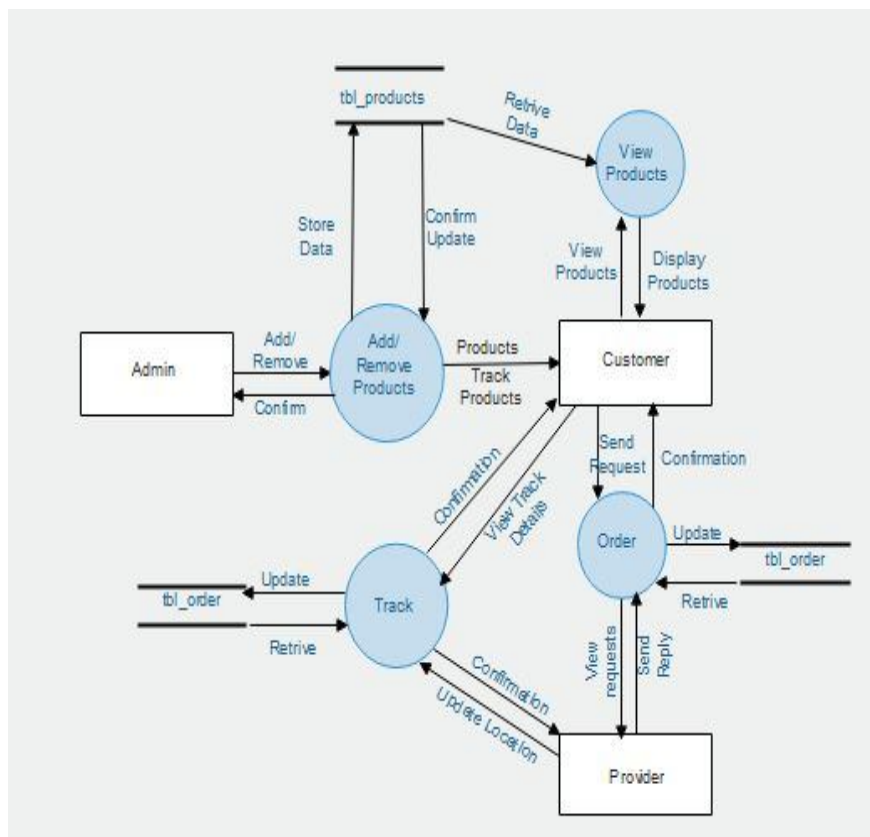 tbl_products
Retrive
Data
View
Products
Store
Data
Confirm
Update
View
Products
Display
Products
Admin
Add/
Remove
Confirm
Add/
Remove
Products
Products
Track
Products
Customer
Confirmation
View Track
Details
Send
Request
Confirmation
Order
Update
tbl_order
Retrive
tbl_order
Update
Retrive
Track
Confirmation
Update Location
View
requests
Send
Reply
Provider